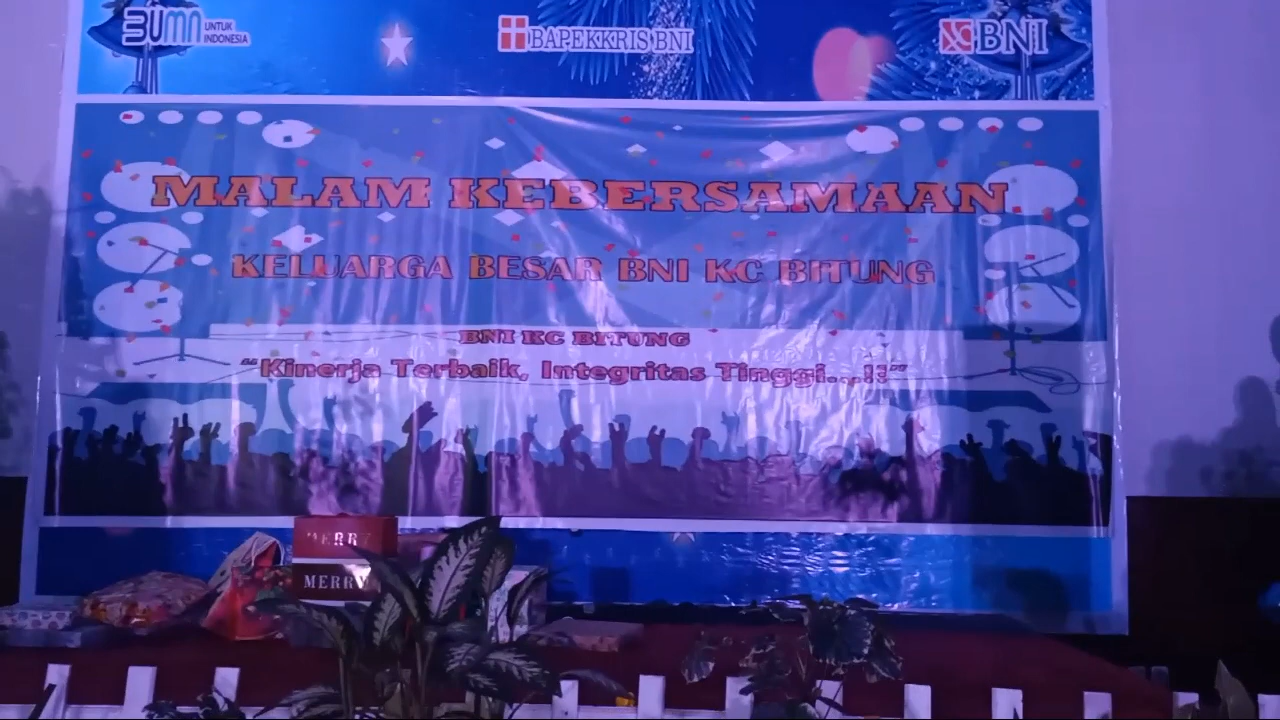 BUMN UNTUK INDONESIA
BAPEKKRIS BNI
BNI
MALAM KEBERSAMAAN
KELUARGA BESAR BNI KC BITUNG
BNI KC BITUNG
"Kinerja Terbaik, Integritas Tinggi...!!"
MERRY
MERRY